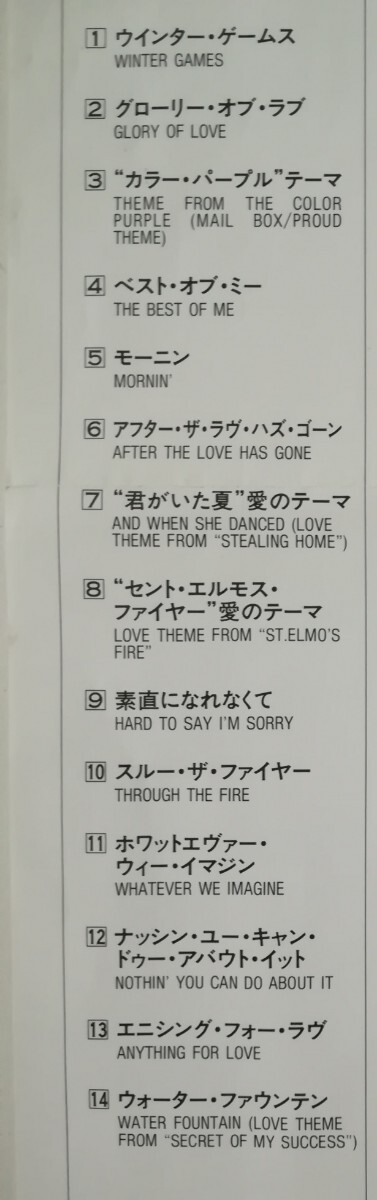 1 ウインター・ゲームス
WINTER GAMES
2 グローリー・オブ・ラブ
GLORY OF LOVE
3 “カラー・パープル”テーマ
THEME FROM THE COLOR
PURPLE (MAIL BOX/PROUD
THEME)
4 ベスト・オブ・ミー
THE BEST OF ME
5 モーニン
MORNIN'
6 アフター・ザ・ラヴ・ハズ・ゴーン
AFTER THE LOVE HAS GONE
7 “君がいた夏”愛のテーマ
AND WHEN SHE DANCED (LOVE
THEME FROM “STEALING HOME”)
8 “セント・エルモス・
ファイヤー”愛のテーマ
LOVE THEME FROM “ST.ELMO'S
FIRE”
9 素直になれなくて
HARD TO SAY I'M SORRY
10 スルー・ザ・ファイヤー
THROUGH THE FIRE
11 ホワットエヴァー・
ウィー・イマジン
WHATEVER WE IMAGINE
12 ナッシン・ユー・キャン・
ドゥー・アバウト・イット
NOTHIN' YOU CAN DO ABOUT IT
13 エニシング・フォー・ラヴ
ANYTHING FOR LOVE
14 ウォーター・ファウンテン
WATER FOUNTAIN (LOVE THEME
FROM “SECRET OF MY SUCCESS”)